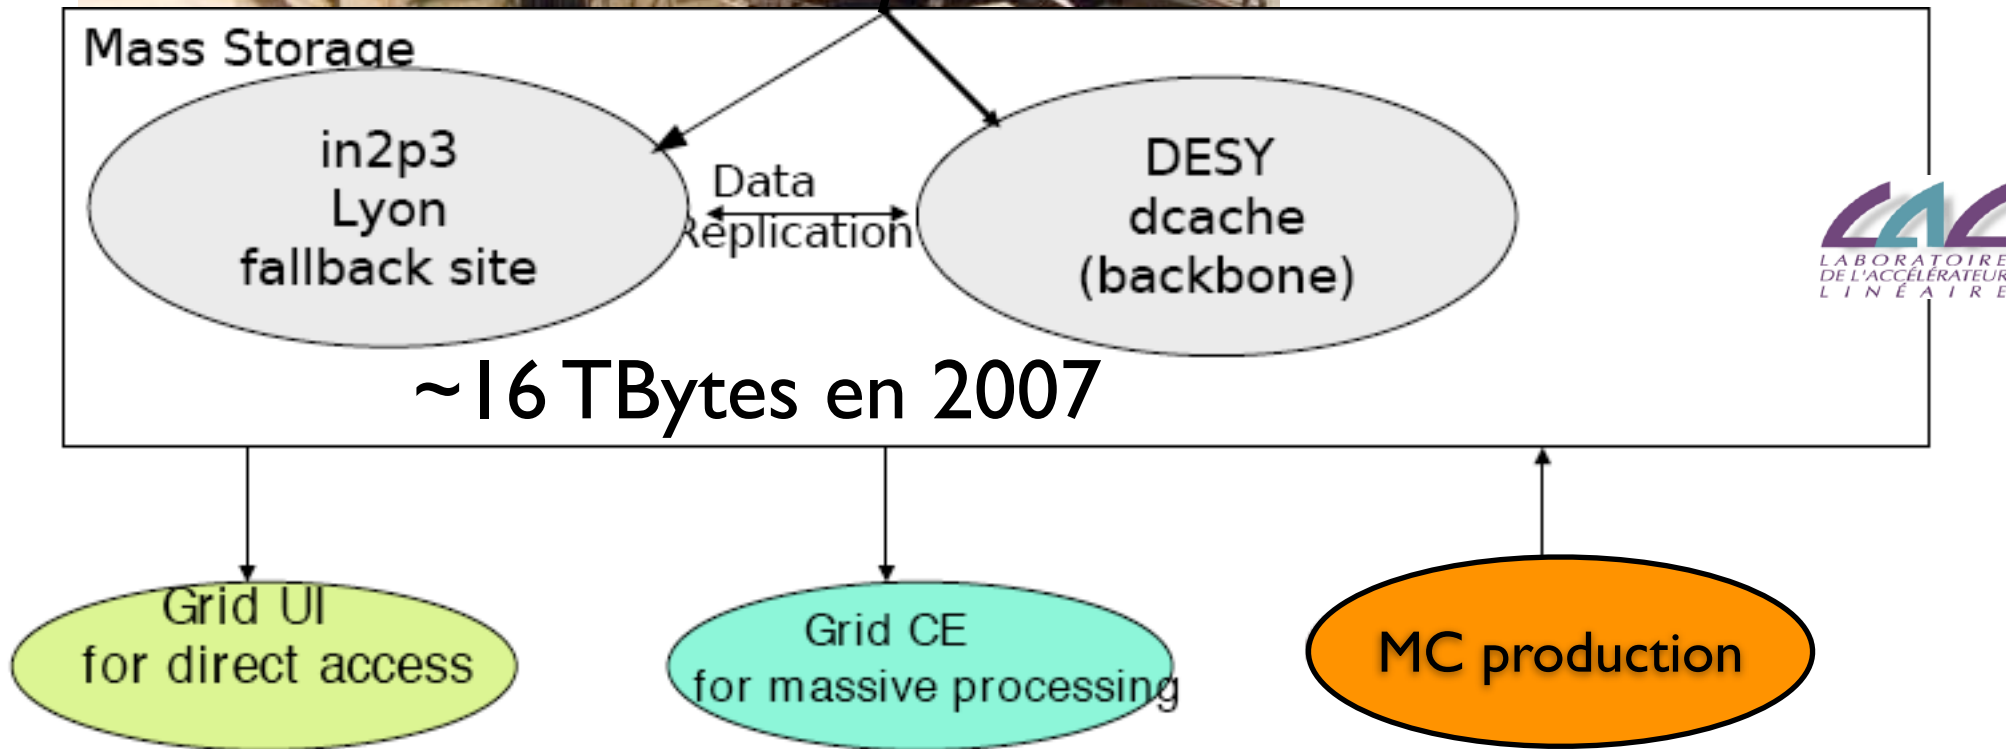 Mass Storage
in2p3
Lyon
fallback site
Data
Replication
DESY
dcache
(backbone)
LABORATOIRE
DE L'ACCÉLÉRATEUR
LINÉAIRE
~16 TBytes en 2007
Grid UI
for direct access
Grid CE
for massive processing
MC production